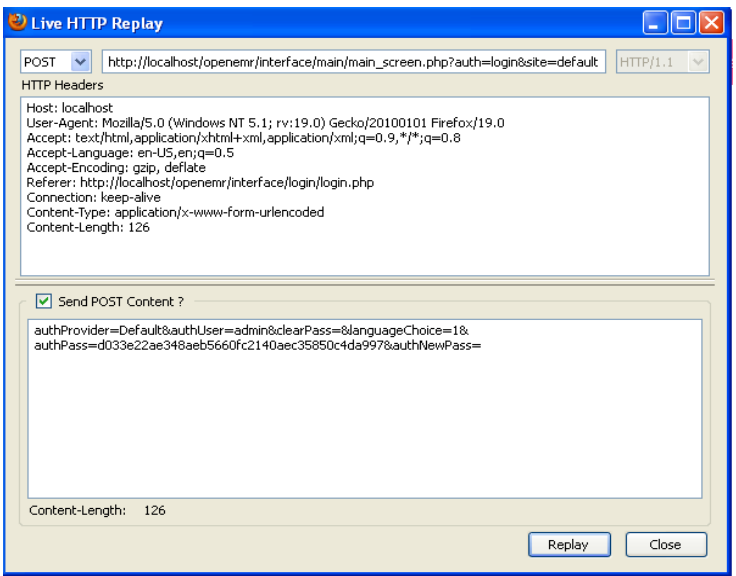 Live HTTP Replay
POST http://localhost/openemr/interface/main/main_screen.php?auth=login&site=default HTTP/1.1
HTTP Headers
Host: localhost
User-Agent: Mozilla/5.0 (Windows NT 5.1; rv:19.0) Gecko/20100101 Firefox/19.0
Accept: text/html,application/xhtml+xml,application/xml;q=0.9,*/*;q=0.8
Accept-Language: en-US,en;q=0.5
Accept-Encoding: gzip, deflate
Referer: http://localhost/openemr/interface/login/login.php
Connection: keep-alive
Content-Type: application/x-www-form-urlencoded
Content-Length: 126
Send POST Content ?
authProvider=Default&authUser=admin&clearPass=&languageChoice=1&
authPass=d033e22ae348aeb5660fc2140aec35850c4da997&authNewPass=
Content-Length: 126
Replay Close